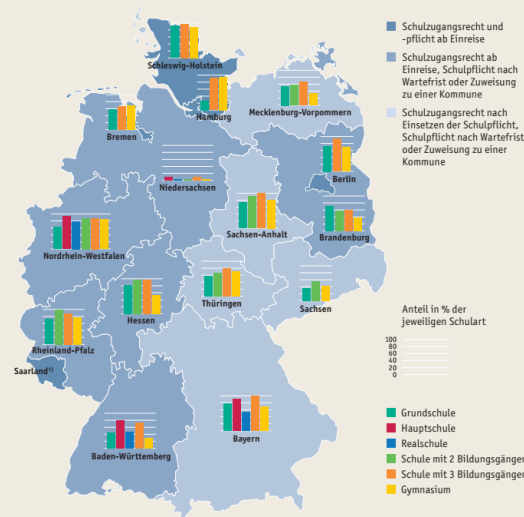 Schulzugangsrecht und
-pflicht ab Einreise
Schulzugangsrecht ab
Einreise, Schulpflicht nach
Wartefrist oder Zuweisung
zu einer Kommune
Schulzugangsrecht nach
Einsetzen der Schulpflicht,
Schulpflicht nach Wartefrist
oder Zuweisung zu einer
Kommune
Schleswig-Holstein
Hamburg
Mecklenburg-Vorpommern
Bremen
Niedersachsen
Berlin
Sachsen-Anhalt
Brandenburg
Nordrhein-Westfalen
Hessen
Thüringen
Sachsen
Rheinland-Pfalz
Saarland¹⁾
Baden-Württemberg
Bayern
Anteil in % der
jeweiligen Schulart
100
80
60
40
20
0
Grundschule
Hauptschule
Realschule
Schule mit 2 Bildungsgängen
Schule mit 3 Bildungsgängen
Gymnasium